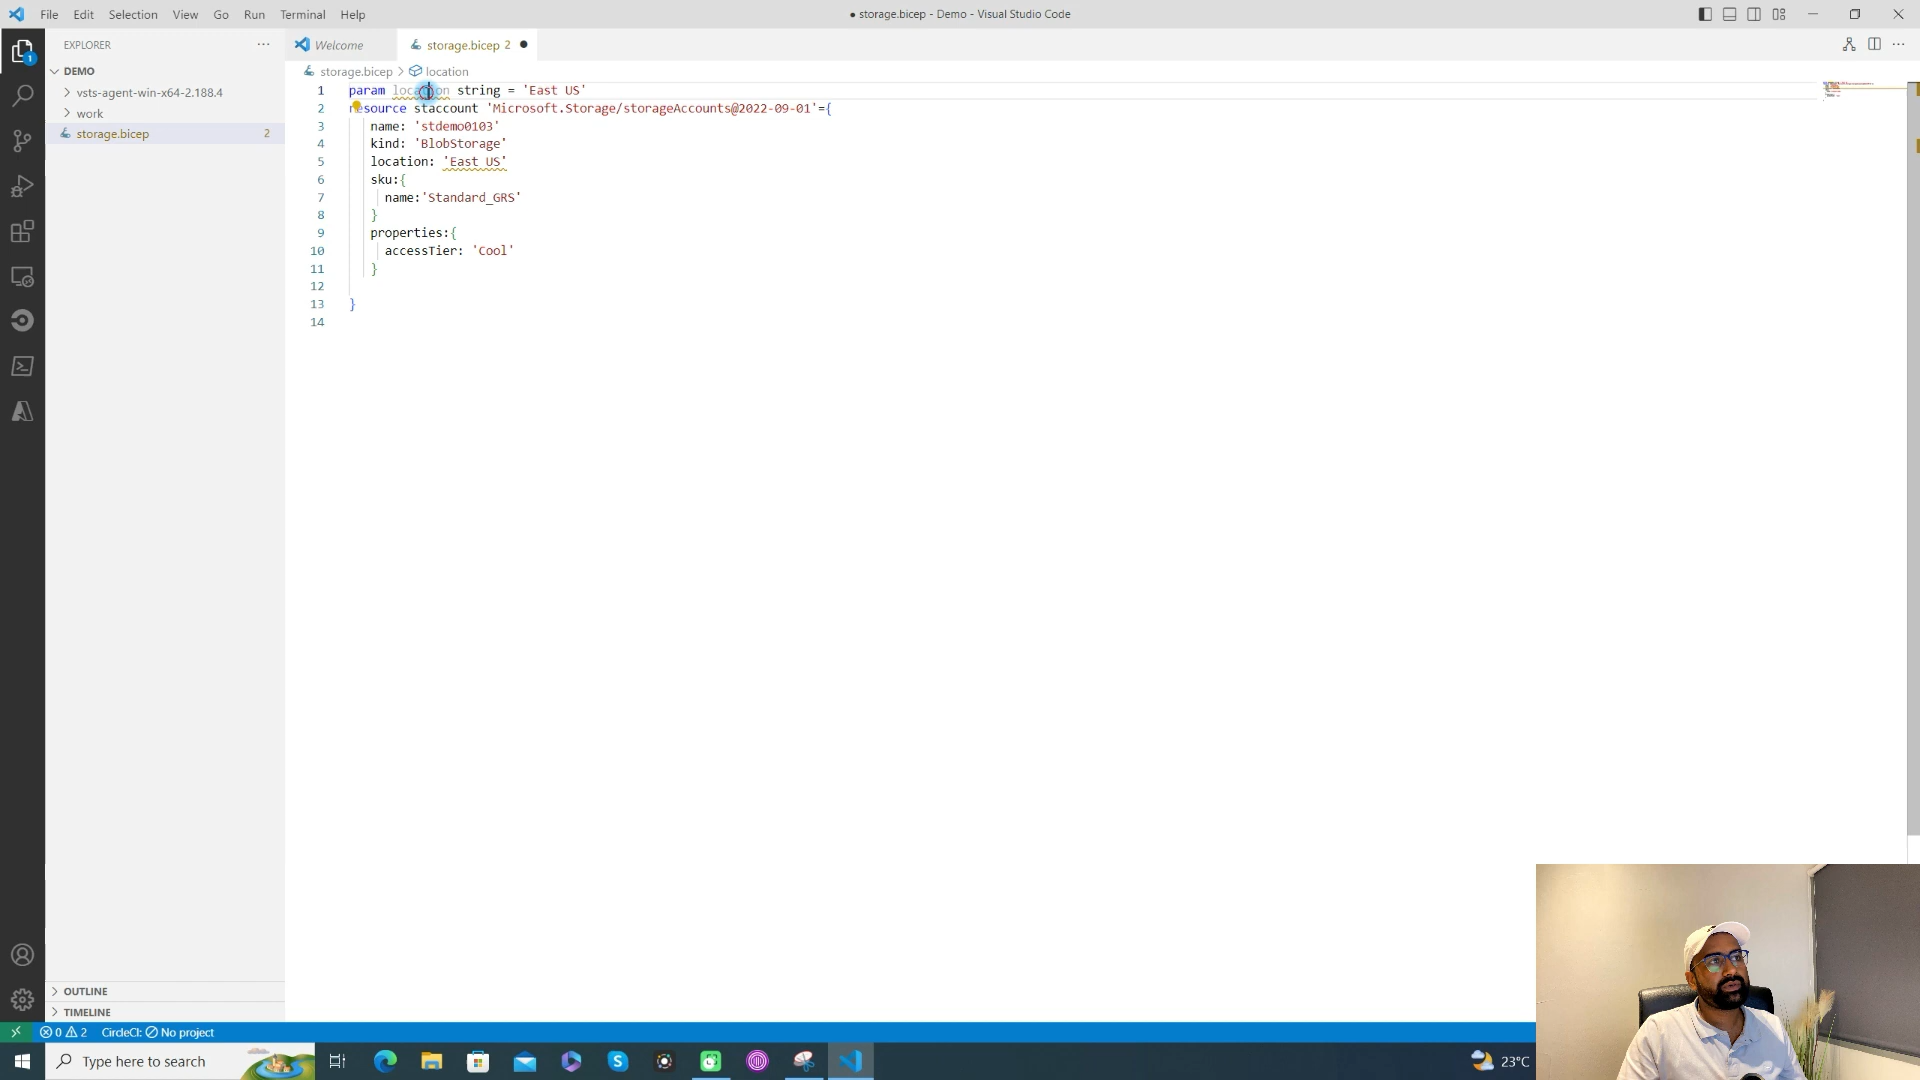 File Edit Selection View Go Run Terminal Help
● storage.bicep - Demo - Visual Studio Code
EXPLORER
Welcome
storage.bicep 2
DEMO
vsts-agent-win-x64-2.188.4
work
storage.bicep 2
storage.bicep > location
1 param location string = 'East US'
2 resource staccount 'Microsoft.Storage/storageAccounts@2022-09-01'={
3 name: 'stdemo0103'
4 kind: 'BlobStorage'
5 location: 'East US'
6 sku:{
7 name:'Standard_GRS'
8 }
9 properties:{
10 accessTier: 'Cool'
11 }
12
13 }
14
1
OUTLINE
TIMELINE
0 2 CircleCI: No project
Type here to search
23°C